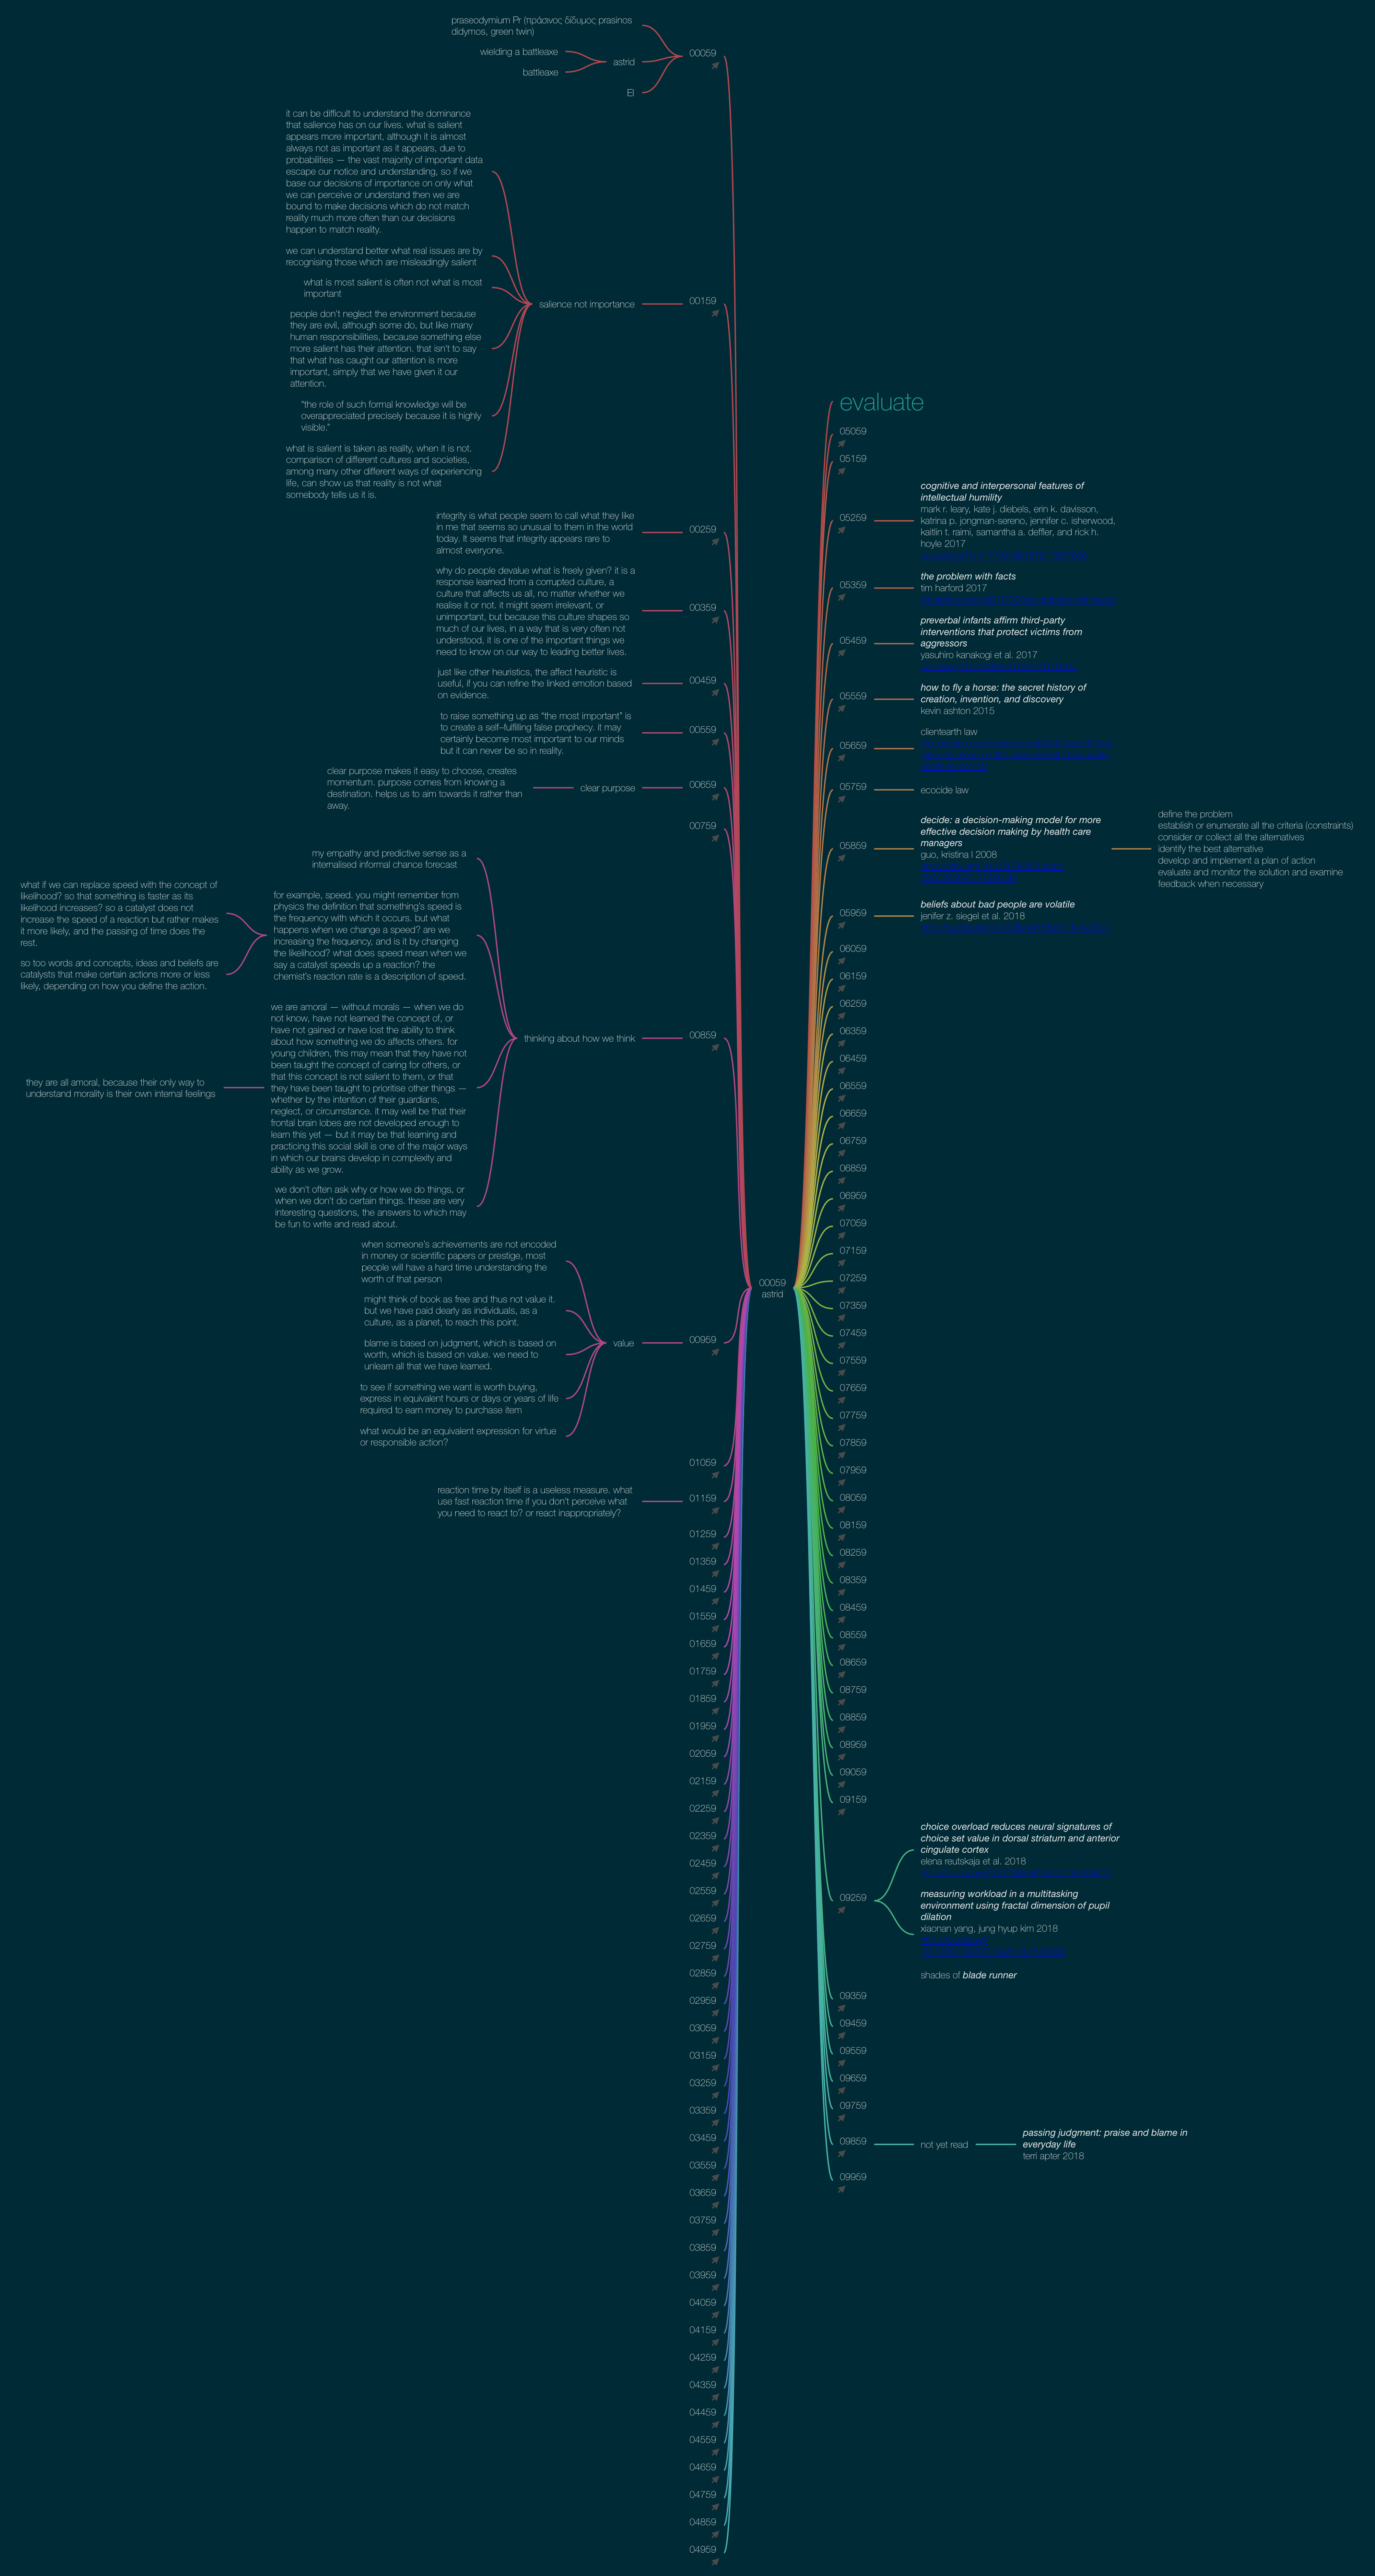 praseodymium Pr (πράσινος δίδυμος prasinos
didymos, green twin)
wielding a battleaxe
battleaxe
astrid
EI
00059
it can be difficult to understand the dominance
that salience has on our lives. what is salient
appears more important, although it is almost
always not as important as it appears, due to
probabilities — the vast majority of important data
escape our notice and understanding, so if we
base our decisions of importance on only what
we can perceive or understand then we are
bound to make decisions which do not match
reality much more often than our decisions
happen to match reality.
we can understand better what real issues are by
recognising those which are misleadingly salient
what is most salient is often not what is most
important
people don't neglect the environment because
they are evil, although some do, but like many
human responsibilities, because something else
more salient has their attention. that isn't to say
that what has caught our attention is more
important, simply that we have given it our
attention.
“the role of such formal knowledge will be
overappreciated precisely because it is highly
visible.”
what is salient is taken as reality, when it is not.
comparison of different cultures and societies,
among many other different ways of experiencing
life, can show us that reality is not what
somebody tells us it is.
salience not importance
00159
integrity is what people seem to call what they like
in me that seems so unusual to them in the world
today. It seems that integrity appears rare to
almost everyone.
00259
why do people devalue what is freely given? it is a
response learned from a corrupted culture, a
culture that affects us all, no matter whether we
realise it or not. it might seem irrelevant, or
unimportant, but because this culture shapes so
much of our lives, in a way that is very often not
understood, it is one of the important things we
need to know on our way to leading better lives.
00359
just like other heuristics, the affect heuristic is
useful, if you can refine the linked emotion based
on evidence.
00459
to raise something up as “the most important” is
to create a self–fulfilling false prophecy. it may
certainly become most important to our minds
but it can never be so in reality.
00559
clear purpose makes it easy to choose, creates
momentum. purpose comes from knowing a
destination. helps us to aim towards it rather than
away.
clear purpose
00659
00759
my empathy and predictive sense as a
internalised informal chance forecast
what if we can replace speed with the concept of
likelihood? so that something is faster as its
likelihood increases? so a catalyst does not
increase the speed of a reaction but rather makes
it more likely, and the passing of time does the
rest.
so too words and concepts, ideas and beliefs are
catalysts that make certain actions more or less
likely, depending on how you define the action.
for example, speed. you might remember from
physics the definition that something's speed is
the frequency with which it occurs. but what
happens when we change a speed? are we
increasing the frequency, and is it by changing
the likelihood? what does speed mean when we
say a catalyst speeds up a reaction? the
chemist's reaction rate is a description of speed.
they are all amoral, because their only way to
understand morality is their own internal feelings
we are amoral — without morals — when we do
not know, have not learned the concept of, or
have not gained or have lost the ability to think
about how something we do affects others. for
young children, this may mean that they have not
been taught the concept of caring for others, or
that this concept is not salient to them, or that
they have been taught to prioritise other things —
whether by the intention of their guardians,
neglect, or circumstance. it may well be that their
frontal brain lobes are not developed enough to
learn this yet — but it may be that learning and
practicing this social skill is one of the major ways
in which our brains develop in complexity and
ability as we grow.
we don't often ask why or how we do things, or
when we don't do certain things. these are very
interesting questions, the answers to which may
be fun to write and read about.
thinking about how we think
00859
when someone's achievements are not encoded
in money or scientific papers or prestige, most
people will have a hard time understanding the
worth of that person
might think of book as free and thus not value it.
but we have paid dearly as individuals, as a
culture, as a planet, to reach this point.
blame is based on judgment, which is based on
worth, which is based on value. we need to
unlearn all that we have learned.
to see if something we want is worth buying,
express in equivalent hours or days or years of life
required to earn money to purchase item
what would be an equivalent expression for virtue
or responsible action?
value
00959
01059
reaction time by itself is a useless measure. what
use fast reaction time if you don't perceive what
you need to react to? or react inappropriately?
01159
01259
01359
01459
01559
01659
01759
01859
01959
02059
02159
02259
02359
02459
02559
02659
02759
02859
02959
03059
03159
03259
03359
03459
03559
03659
03759
03859
03959
04059
04159
04259
04359
04459
04559
04659
04759
04859
04959
00059
astrid
evaluate
05059
05159
05259
cognitive and interpersonal features of
intellectual humility
mark r. leary, kate j. diebels, erin k. davisson,
katrina p. jongman-sereno, jennifer c. isherwood,
kaitlin t. raimi, samantha a. deffler, and rick h.
hoyle 2017
05359
the problem with facts
tim harford 2017
05459
preverbal infants affirm third-party
interventions that protect victims from
aggressors
yasuhiro kanakogi et al. 2017
05559
how to fly a horse: the secret history of
creation, invention, and discovery
kevin ashton 2015
05659
clientearth law
05759
ecocide law
05859
decide: a decision-making model for more
effective decision making by health care
managers
guo, kristina l 2008
define the problem
establish or enumerate all the criteria (constraints)
consider or collect all the alternatives
identify the best alternative
develop and implement a plan of action
evaluate and monitor the solution and examine
feedback when necessary
05959
beliefs about bad people are volatile
jenifer z. siegel et al. 2018
06059
06159
06259
06359
06459
06559
06659
06759
06859
06959
07059
07159
07259
07359
07459
07559
07659
07759
07859
07959
08059
08159
08259
08359
08459
08559
08659
08759
08859
08959
09059
09159
09259
choice overload reduces neural signatures of
choice set value in dorsal striatum and anterior
cingulate cortex
elena reutskaja et al. 2018
measuring workload in a multitasking
environment using fractal dimension of pupil
dilation
xiaonan yang, jung hyup kim 2018
shades of blade runner
09359
09459
09559
09659
09759
09859
not yet read
passing judgment: praise and blame in
everyday life
terri apter 2018
09959